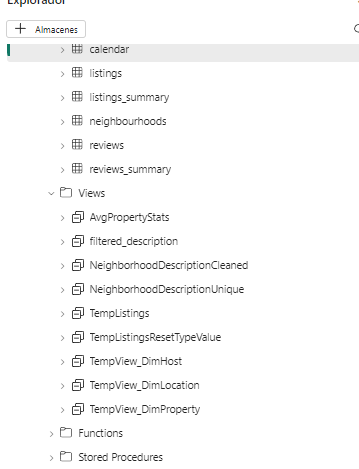 Explorador
Almacenes
calendar
listings
listings_summary
neighbourhoods
reviews
reviews_summary
Views
AvgPropertyStats
filtered_description
NeighborhoodDescriptionCleaned
NeighborhoodDescriptionUnique
TempListings
TempListingsResetTypeValue
TempView_DimHost
TempView_DimLocation
TempView_DimProperty
Functions
Stored Procedures